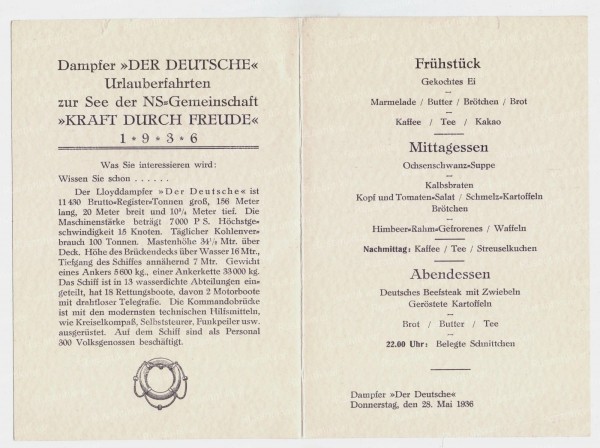 Dampfer »DER DEUTSCHE«
Urlauberfahrten
zur See der NS=Gemeinschaft
»KRAFT DURCH FREUDE«
1 * 9 * 3 * 6
Was Sie interessieren wird:
Wissen Sie schon . . . . . .
Der Lloyddampfer »Der Deutsche« ist
11 430 Brutto=Register=Tonnen groß, 156 Meter
lang, 20 Meter breit und 10³/₄ Meter tief. Die
Maschinenstärke beträgt 7000 PS. Höchstge=
schwindigkeit 15 Knoten. Täglicher Kohlenver=
brauch 100 Tonnen. Mastenhöhe 34¹/₂ Mtr. über
Deck. Höhe des Brückendecks über Wasser 16 Mtr.,
Tiefgang des Schiffes annähernd 7 Mtr. Gewicht
eines Ankers 5 600 kg., einer Ankerkette 33 000 kg.
Das Schiff ist in 13 wasserdichte Abteilungen ein=
geteilt, hat 18 Rettungsboote, davon 2 Motorboote
mit drahtloser Telegrafie. Die Kommandobrücke
ist mit den modernsten technischen Hilfsmitteln,
wie Kreiselkompaß, Selbststeurer, Funkpeiler usw.
ausgerüstet. Auf dem Schiff sind als Personal
300 Volksgenossen beschäftigt.
Frühstück
Gekochtes Ei
--
Marmelade / Butter / Brötchen / Brot
--
Kaffee / Tee / Kakao
Mittagessen
Ochsenschwanz=Suppe
--
Kalbsbraten
Kopf und Tomaten=Salat / Schmelz=Kartoffeln
Brötchen
--
Himbeer=Rahm=Gefrorenes / Waffeln
Nachmittag: Kaffee / Tee / Streuselkuchen
Abendessen
Deutsches Beefsteak mit Zwiebeln
Geröstete Kartoffeln
--
Brot / Butter / Tee
--
22.00 Uhr: Belegte Schnittchen
Dampfer »Der Deutsche«
Donnerstag, den 28. Mai 1936